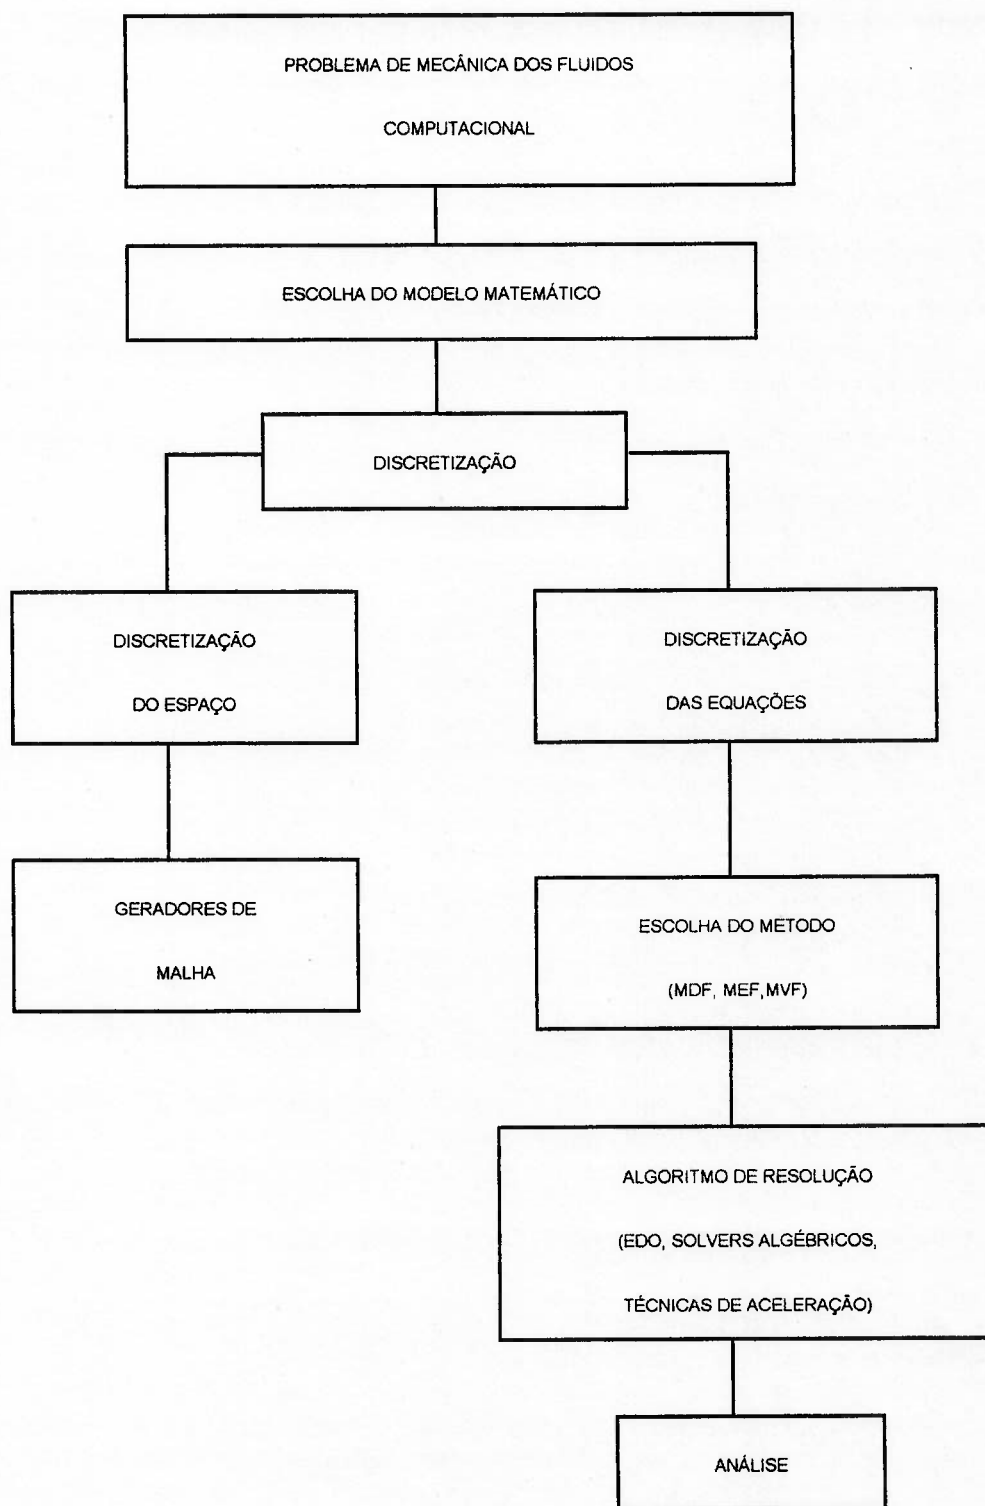 PROBLEMA DE MECÂNICA DOS FLUIDOS
COMPUTACIONAL
ESCOLHA DO MODELO MATEMÁTICO
DISCRETIZAÇÃO
DISCRETIZAÇÃO
DO ESPAÇO
DISCRETIZAÇÃO
DAS EQUAÇÕES
GERADORES DE
MALHA
ESCOLHA DO MÉTODO
(MDF, MEF,MVF)
ALGORITMO DE RESOLUÇÃO
(EDO, SOLVERS ALGÉBRICOS,
TÉCNICAS DE ACELERAÇÃO)
ANÁLISE